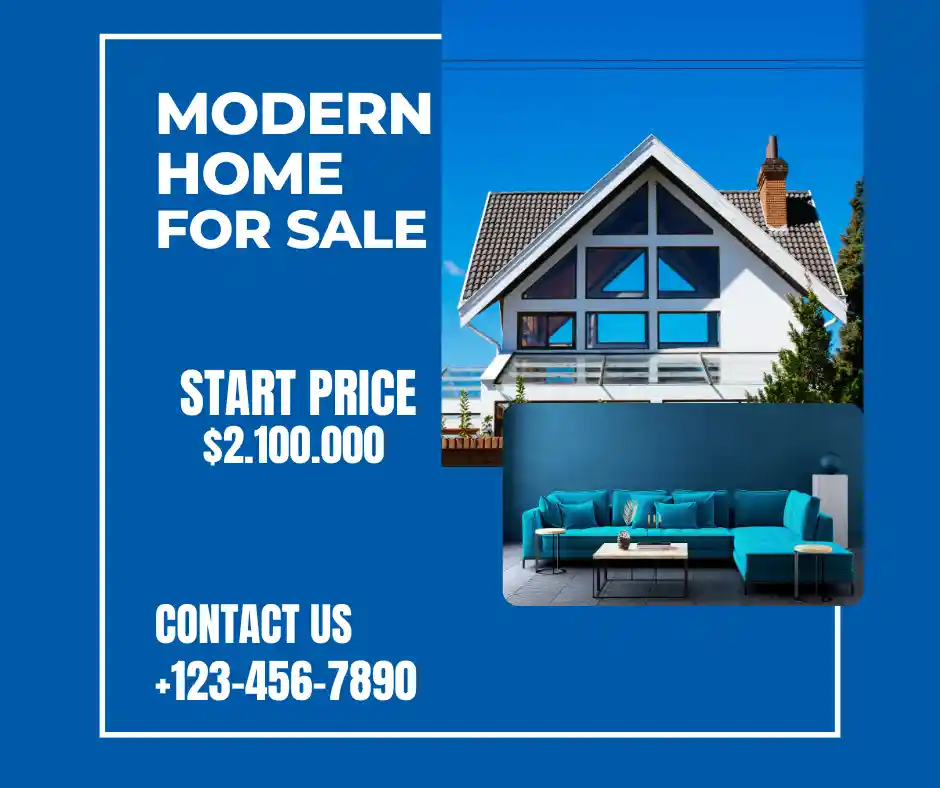 MODERN
HOME
FOR SALE
START PRICE
$2.100.000
CONTACT US
+123-456-7890